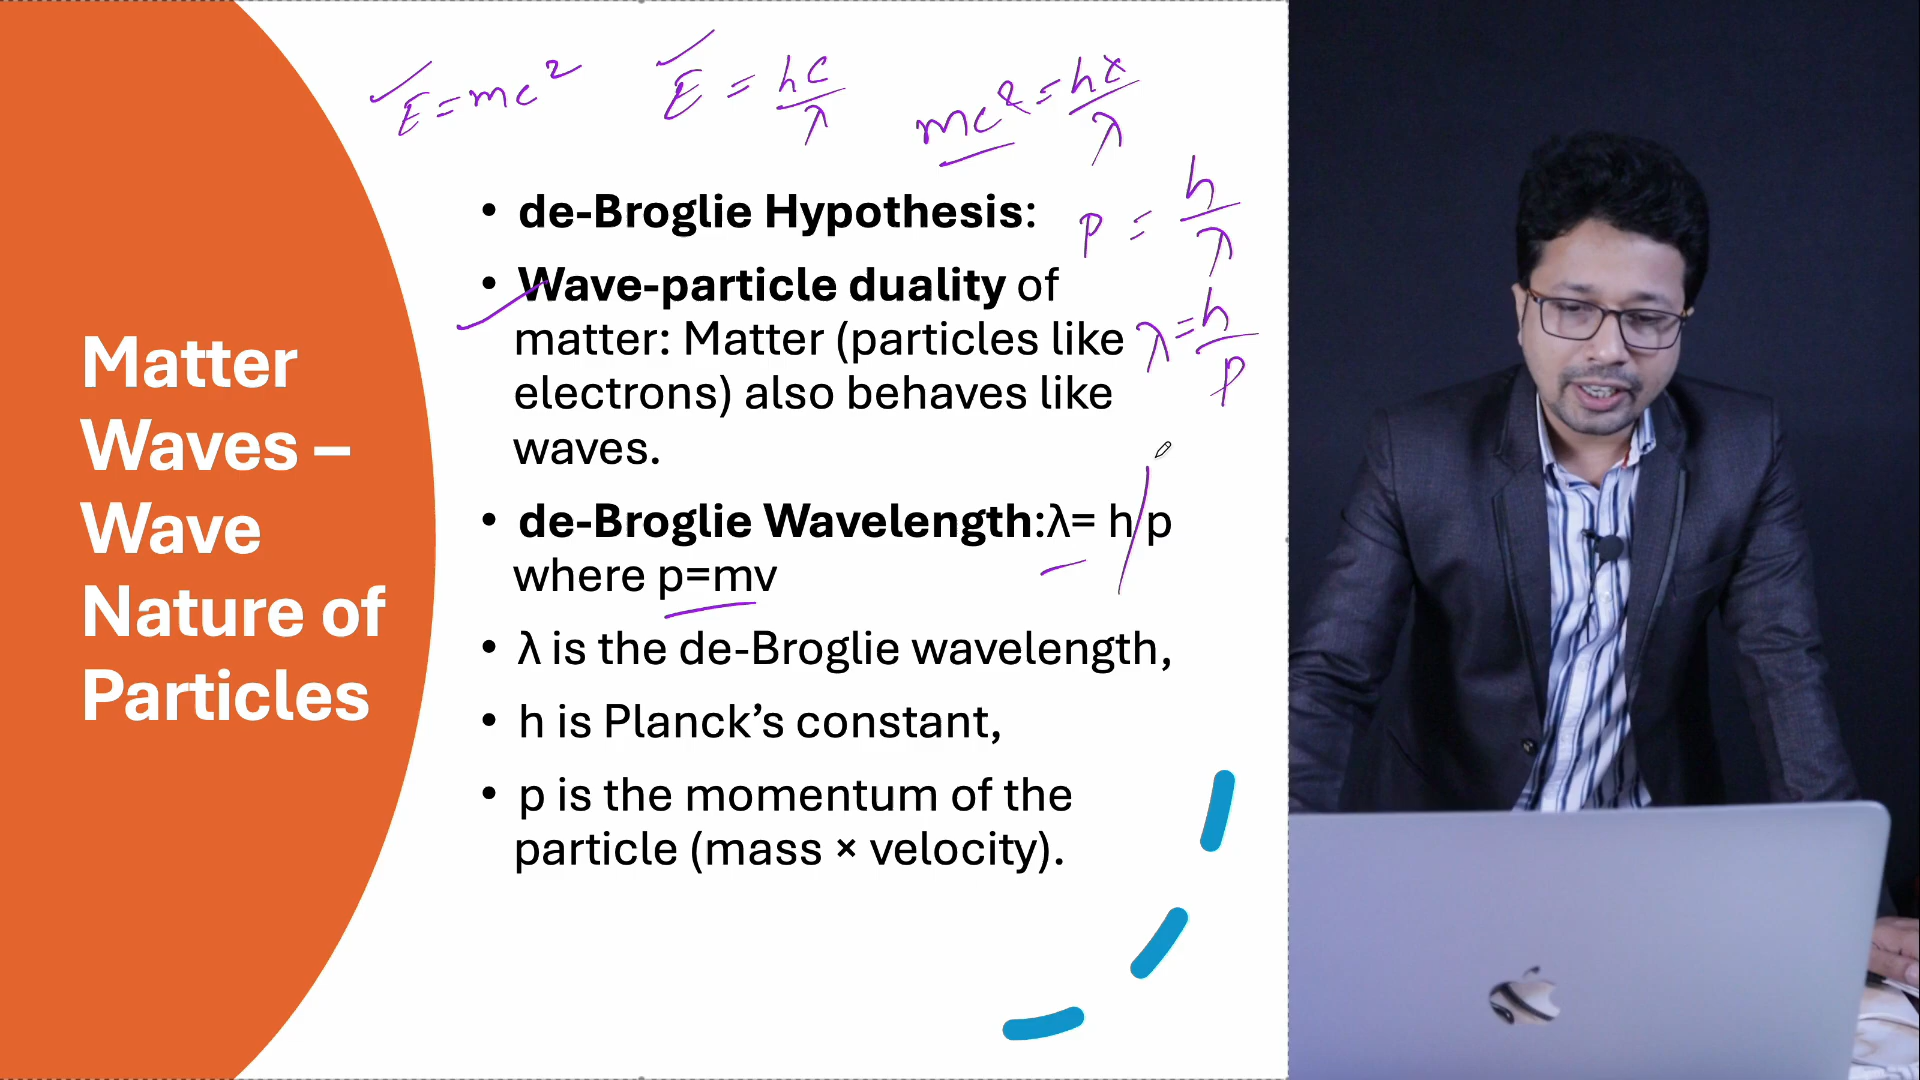 E=mc²
E = hc/λ
mc² = hc/λ
p = h/λ
λ = h/p
Matter
Waves –
Wave
Nature of
Particles
• de-Broglie Hypothesis:
• Wave-particle duality of
matter: Matter (particles like
electrons) also behaves like
waves.
• de-Broglie Wavelength:λ= h/p
where p=mv
• λ is the de-Broglie wavelength,
• h is Planck’s constant,
• p is the momentum of the
particle (mass × velocity).